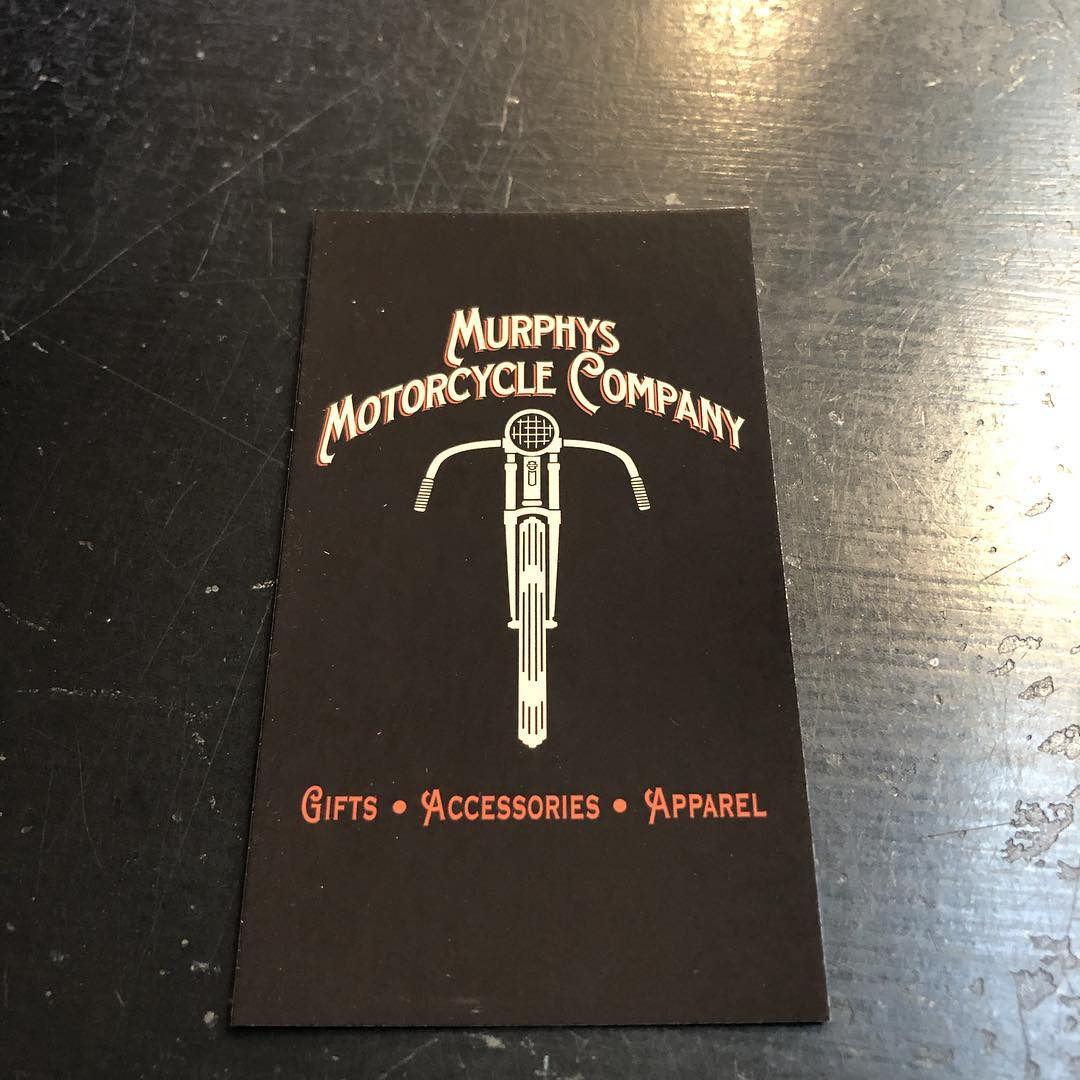 MURPHYS
MOTORCYCLE COMPANY
GIFTS • ACCESSORIES • APPAREL